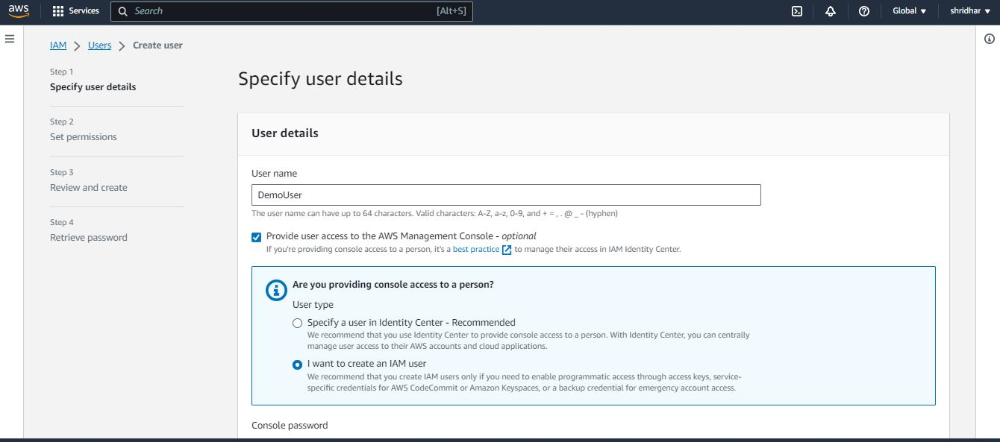 aws
Services
Search [Alt+S]
Global ▼
shridhar ▼
IAM > Users > Create user
Step 1
Specify user details
Step 2
Set permissions
Step 3
Review and create
Step 4
Retrieve password
Specify user details
User details
User name
DemoUser
The user name can have up to 64 characters. Valid characters: A-Z, a-z, 0-9, and + = , . @ _ - (hyphen)
Provide user access to the AWS Management Console - optional
If you're providing console access to a person, it's a best practice to manage their access in IAM Identity Center.
Are you providing console access to a person?
User type
Specify a user in Identity Center - Recommended
We recommend that you use Identity Center to provide console access to a person. With Identity Center, you can centrally
manage user access to their AWS accounts and cloud applications.
I want to create an IAM user
We recommend that you create IAM users only if you need to enable programmatic access through access keys, service-
specific credentials for AWS CodeCommit or Amazon Keyspaces, or a backup credential for emergency account access.
Console password